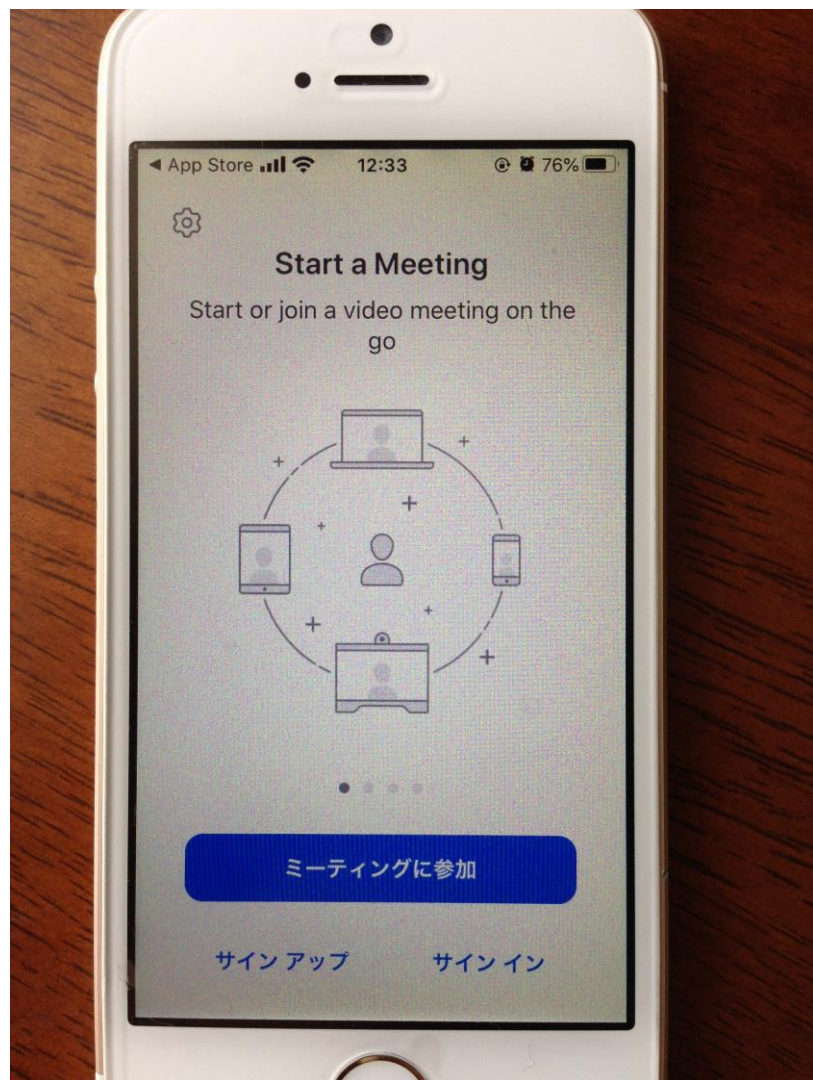 ◀ App Store 12:33 76%
Start a Meeting
Start or join a video meeting on the
go
ミーティングに参加
サイン アップ サイン イン